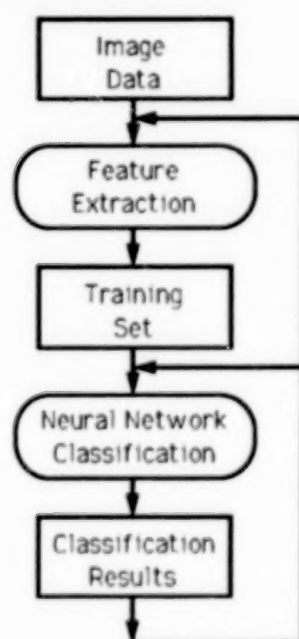 Image
Data
Feature
Extraction
Training
Set
Neural Network
Classification
Classification
Results